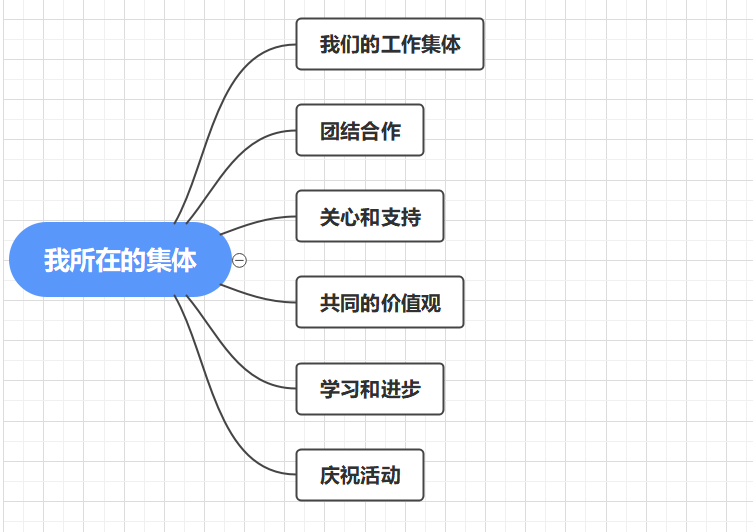 我们的工作集体
团结合作
关心和支持
我所在的集体
共同的价值观
学习和进步
庆祝活动